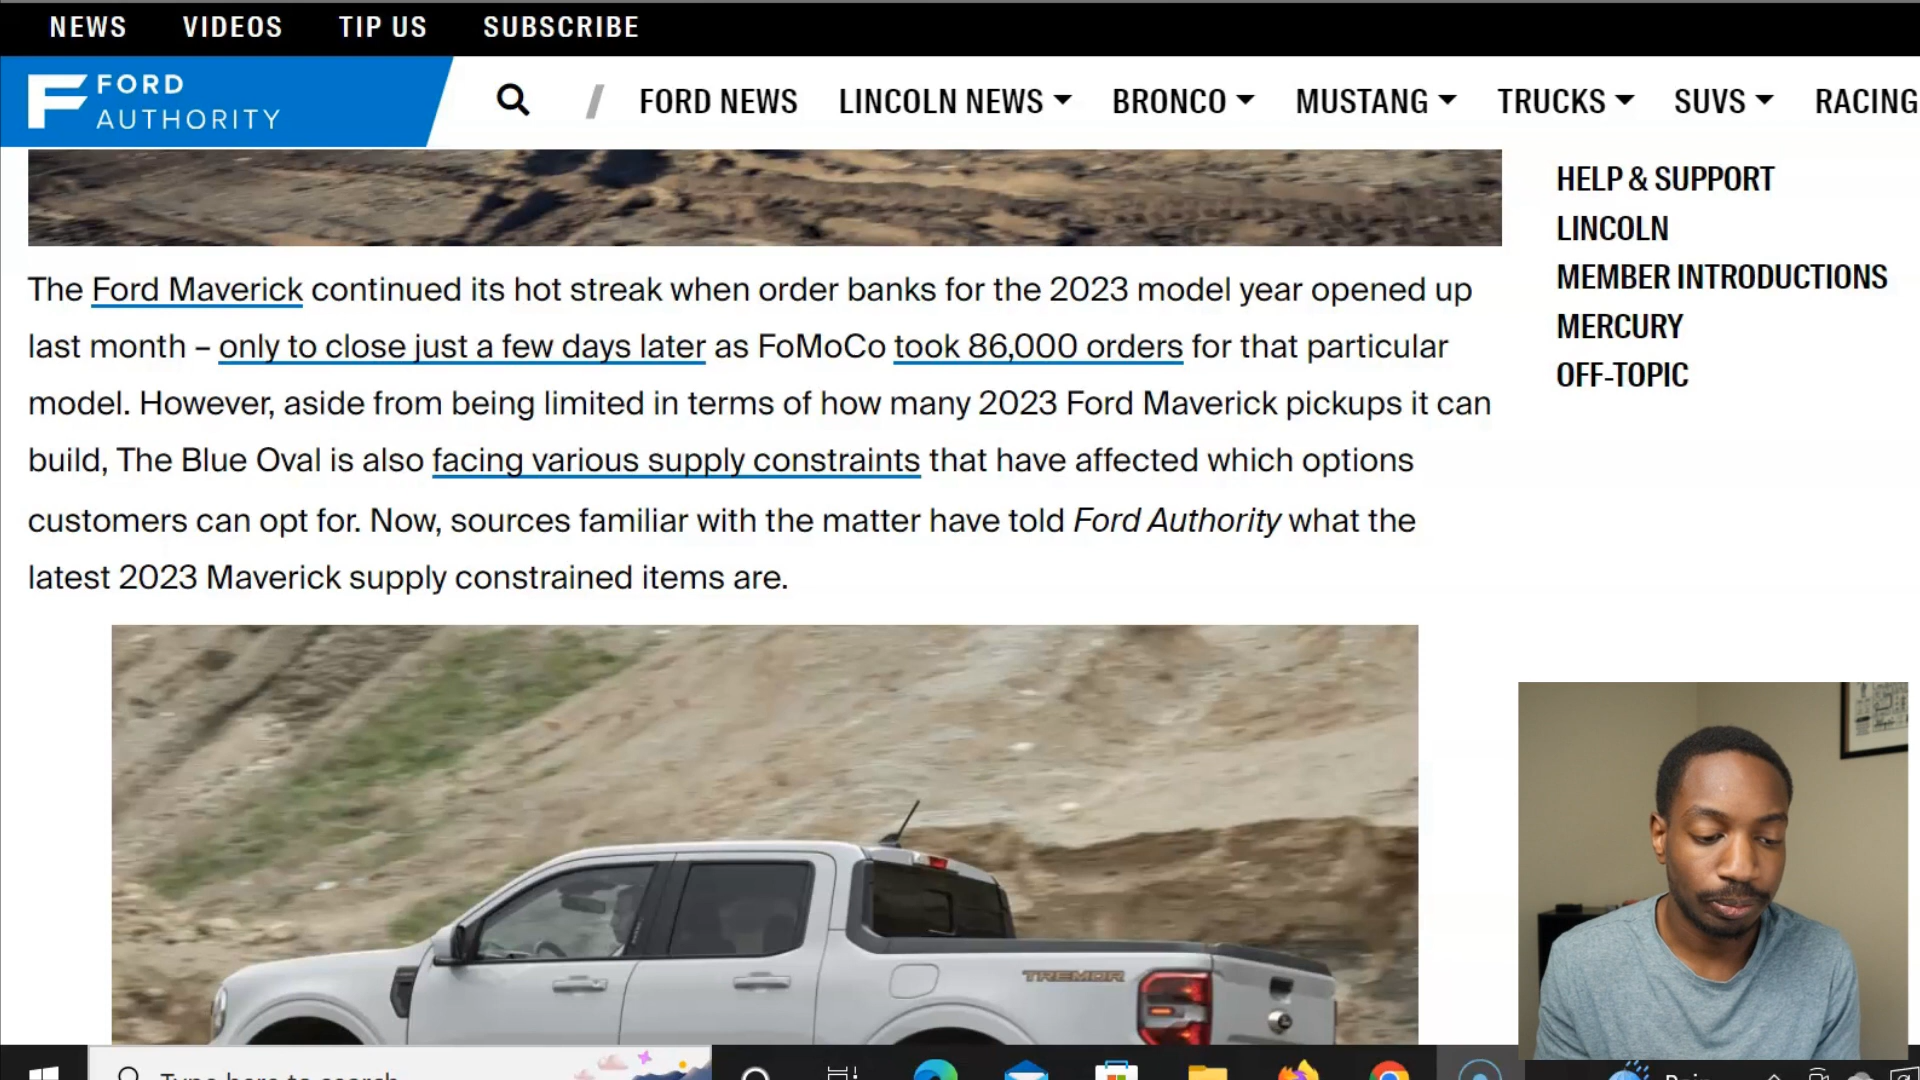 NEWS VIDEOS TIP US SUBSCRIBE
FORD
AUTHORITY
FORD NEWS LINCOLN NEWS BRONCO MUSTANG TRUCKS SUVS RACING
HELP & SUPPORT
LINCOLN
MEMBER INTRODUCTIONS
MERCURY
OFF-TOPIC
The Ford Maverick continued its hot streak when order banks for the 2023 model year opened up
last month – only to close just a few days later as FoMoCo took 86,000 orders for that particular
model. However, aside from being limited in terms of how many 2023 Ford Maverick pickups it can
build, The Blue Oval is also facing various supply constraints that have affected which options
customers can opt for. Now, sources familiar with the matter have told Ford Authority what the
latest 2023 Maverick supply constrained items are.
TREMOR
Type here to search